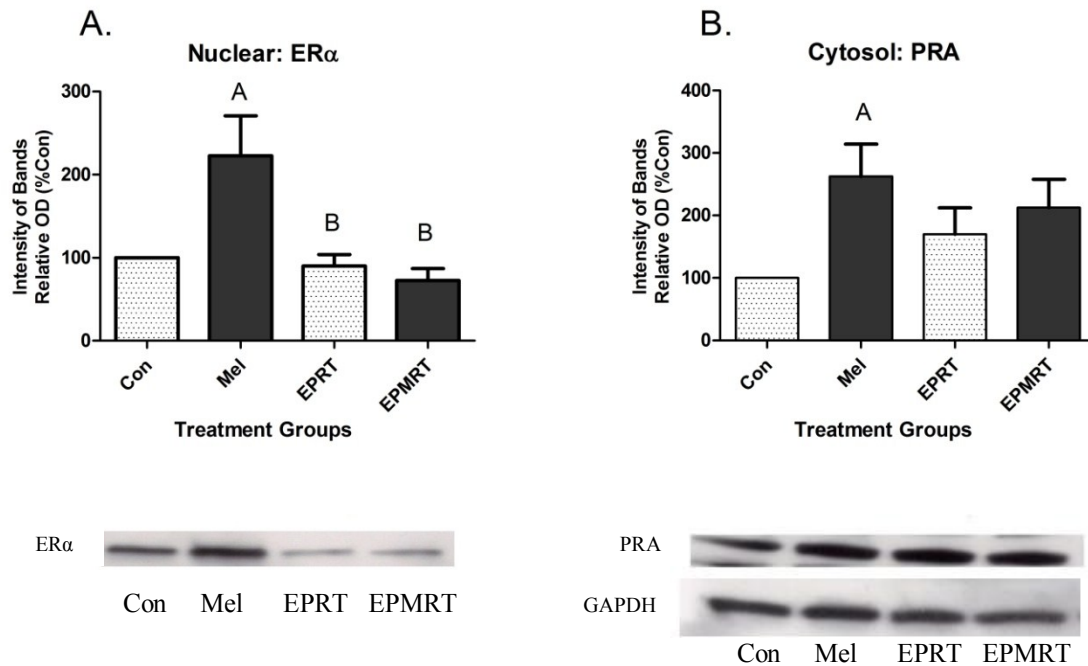 A.
Nuclear: ERα
Intensity of Bands
Relative OD (%Con)
300
200
100
0
A
B
B
Con
Mel
EPRT
EPMRT
Treatment Groups
ERα
Con Mel EPRT EPMRT
B.
Cytosol: PRA
Intensity of Bands
Relative OD (%Con)
400
300
200
100
0
A
Con
Mel
EPRT
EPMRT
Treatment Groups
PRA
GAPDH
Con Mel EPRT EPMRT